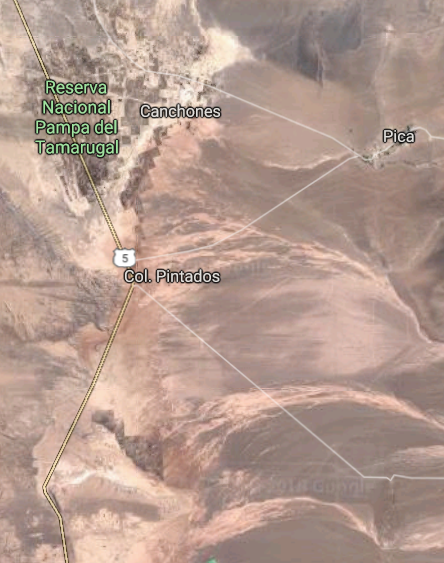 Reserva
Nacional
Pampa del
Tamarugal
Canchones
Pica
5
Col. Pintados